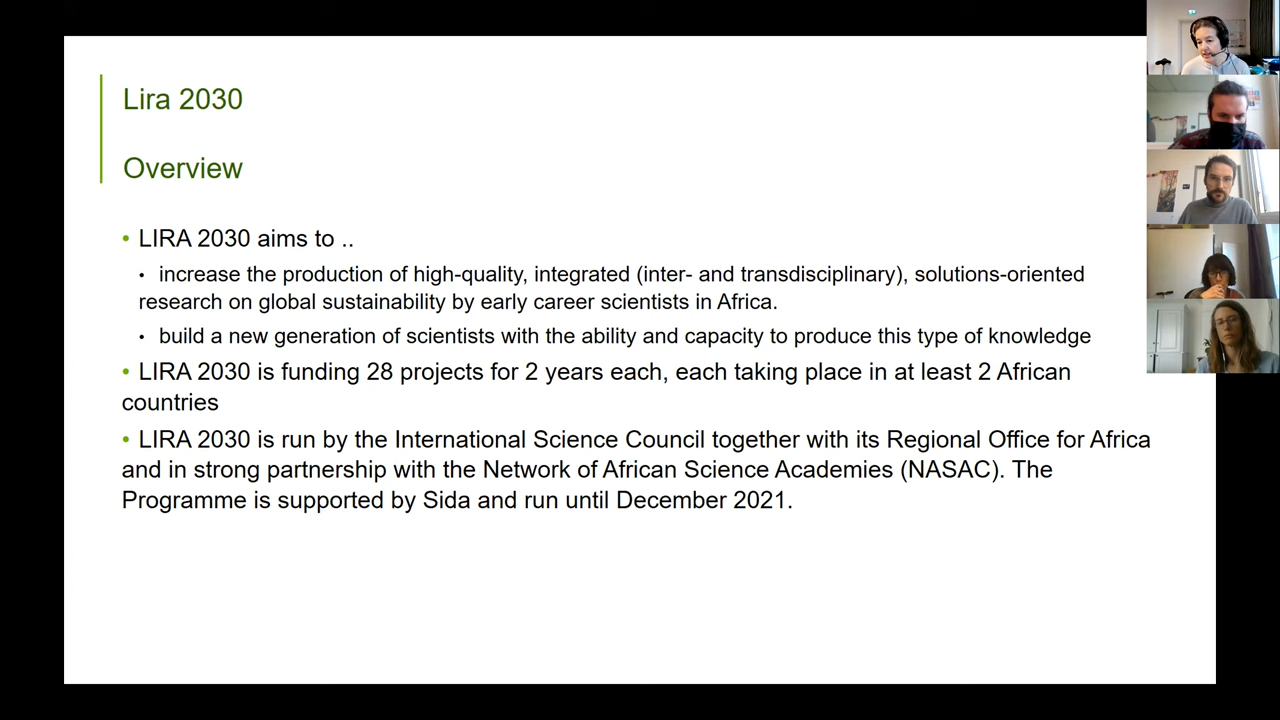 Lira 2030
Overview
• LIRA 2030 aims to ..
• increase the production of high-quality, integrated (inter- and transdisciplinary), solutions-oriented
research on global sustainability by early career scientists in Africa.
• build a new generation of scientists with the ability and capacity to produce this type of knowledge
• LIRA 2030 is funding 28 projects for 2 years each, each taking place in at least 2 African
countries
• LIRA 2030 is run by the International Science Council together with its Regional Office for Africa
and in strong partnership with the Network of African Science Academies (NASAC). The
Programme is supported by Sida and run until December 2021.